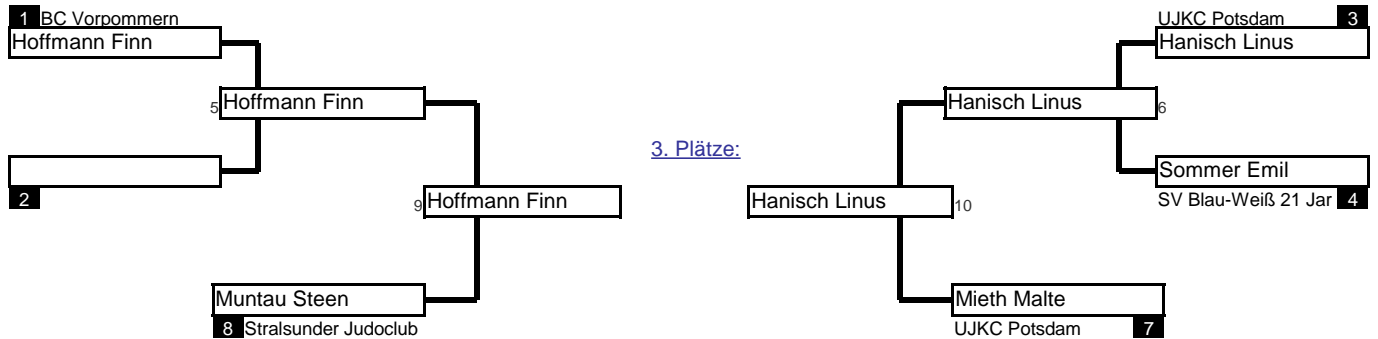 1 BC Vorpommern
Hoffmann Finn
5 Hoffmann Finn
2
9 Hoffmann Finn
Muntau Steen
8 Stralsunder Judoclub
3. Plätze:
UJKC Potsdam 3
Hanisch Linus
Hanisch Linus 6
Sommer Emil
SV Blau-Weiß 21 Jar 4
Hanisch Linus 10
Mieth Malte
UJKC Potsdam 7